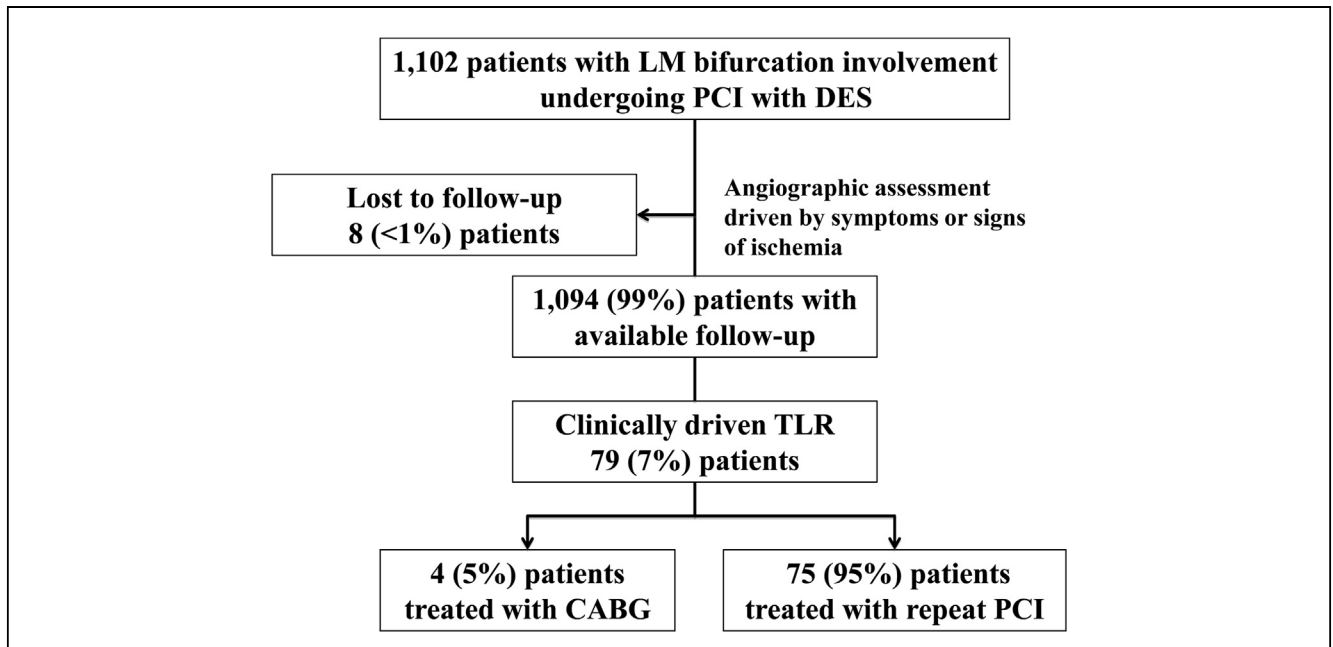 1,102 patients with LM bifurcation involvement
undergoing PCI with DES
Lost to follow-up
8 (<1%) patients
Angiographic assessment
driven by symptoms or signs
of ischemia
1,094 (99%) patients with
available follow-up
Clinically driven TLR
79 (7%) patients
4 (5%) patients
treated with CABG
75 (95%) patients
treated with repeat PCI